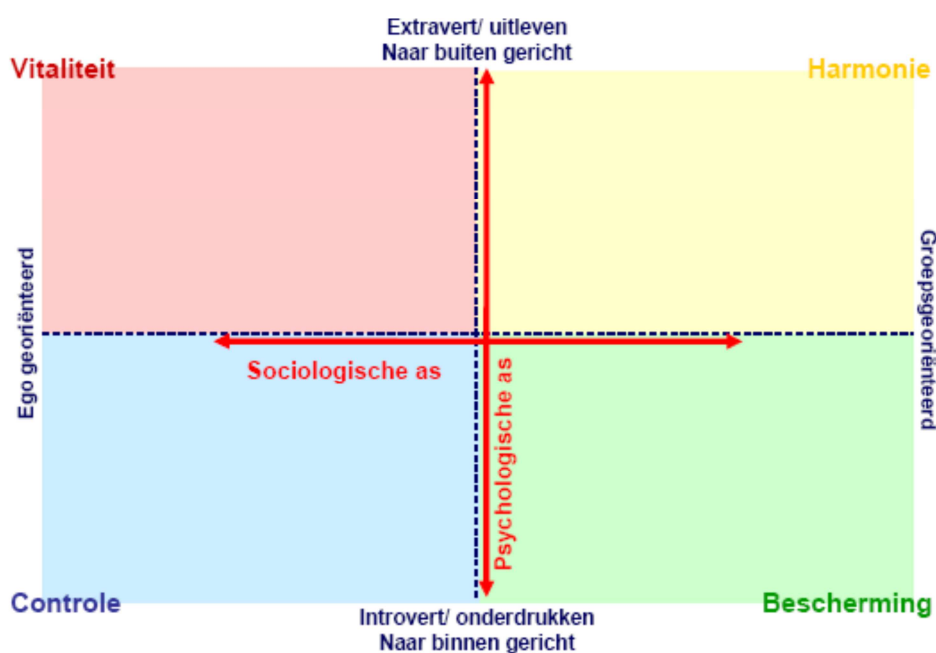 Extravert/ uitleven
Naar buiten gericht
Vitaliteit
Harmonie
Ego georiënteerd
Groepsgeoriënteerd
Sociologische as
Psychologische as
Controle
Bescherming
Introvert/ onderdrukken
Naar binnen gericht